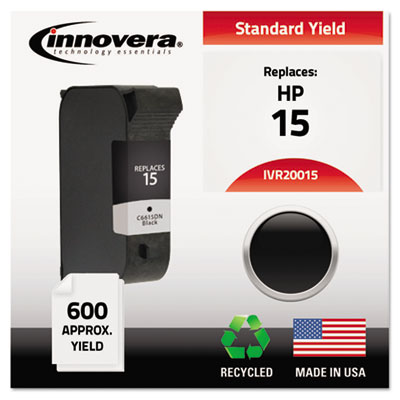 innovera®
technology essentials
Standard Yield
Replaces:
HP
15
IVR20015
REPLACES
15
C6615DN
Black
600
APPROX.
YIELD
RECYCLED
MADE IN USA